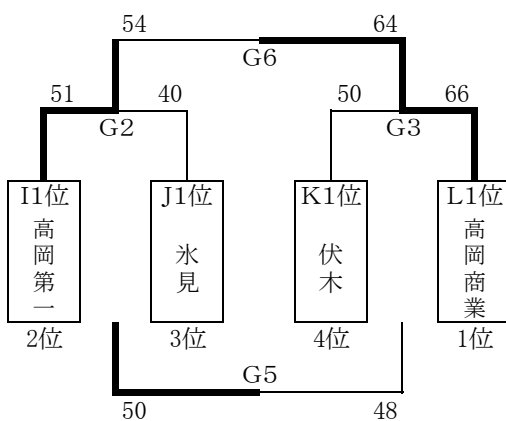 54 64
G6
51 40 50 66
G2 G3
I1位 J1位 K1位 L1位
高岡第一 氷見 伏木 高岡商業
2位 3位 4位 1位
G5
50 48